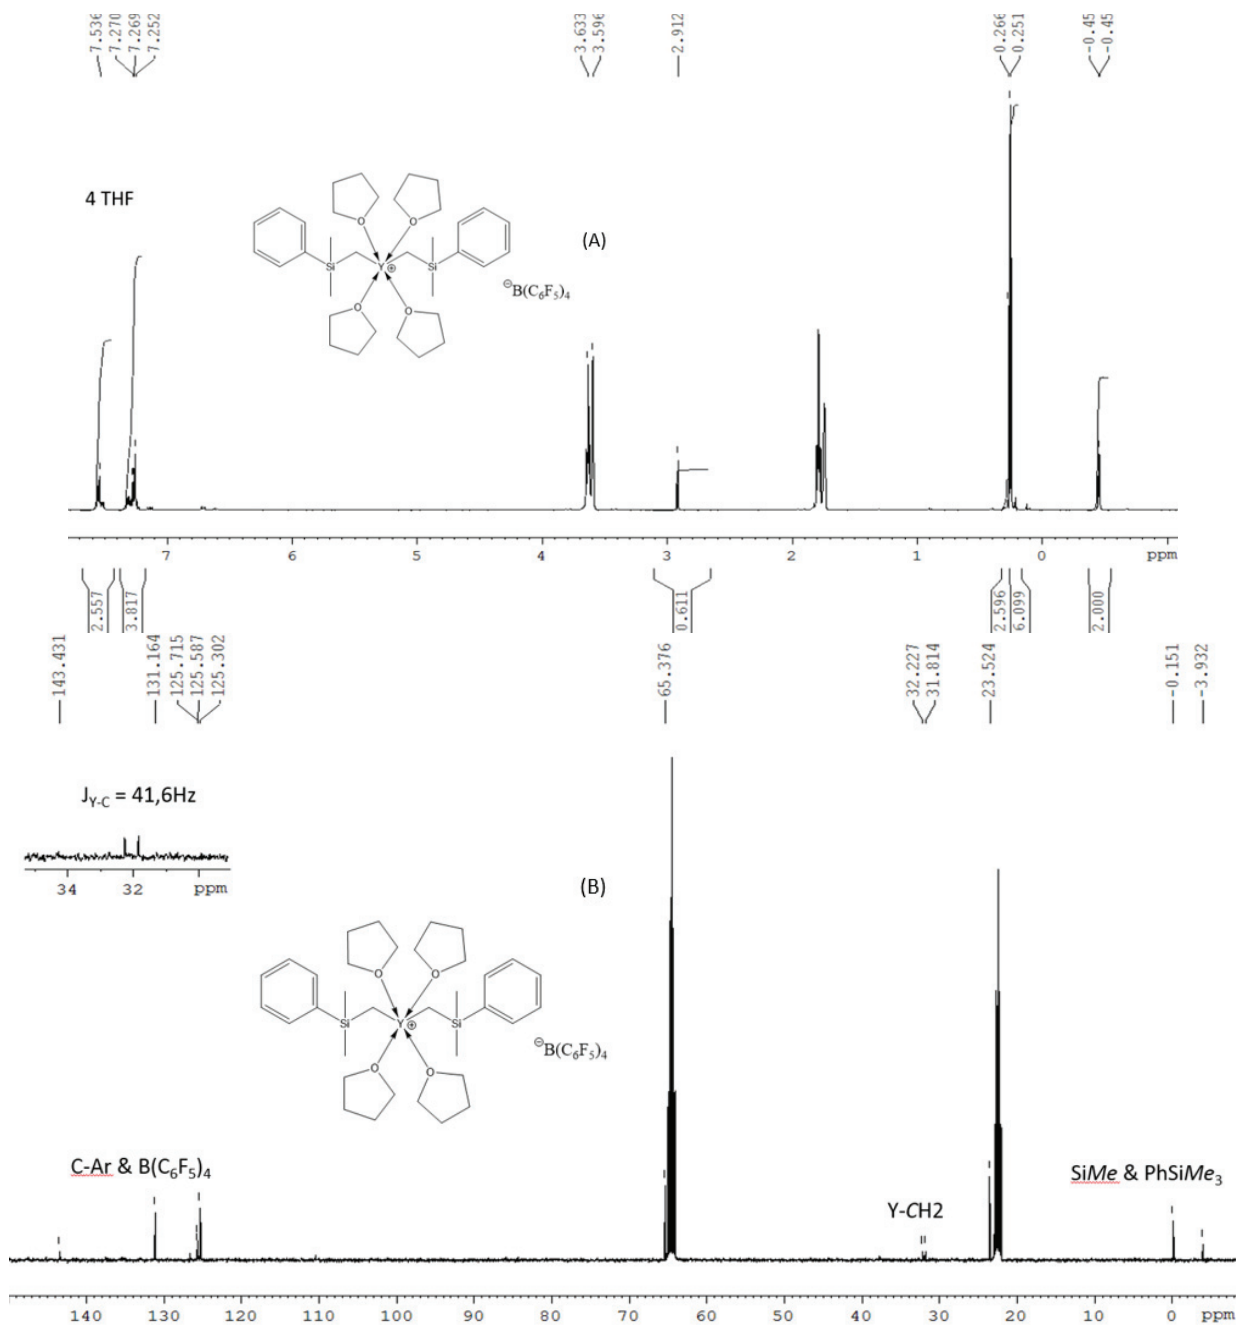 7.536
7.270
7.269
7.252
3.633
3.596
2.912
0.266
0.251
-0.45
-0.45
4 THF
(A)
O O
Si Y ⊕ Si
O O
⊖B(C6F5)4
7 6 5 4 3 2 1 0 ppm
2.557
3.817
0.611
2.596
6.099
2.000
143.431
131.164
125.715
125.587
125.302
65.376
32.227
31.814
23.524
-0.151
-3.932
JY-C = 41,6Hz
34 32 ppm
(B)
O O
Si Y ⊕ Si
O O
⊖B(C6F5)4
C-Ar & B(C6F5)4
Y-CH2
SiMe & PhSiMe3
140 130 120 110 100 90 80 70 60 50 40 30 20 10 0 ppm